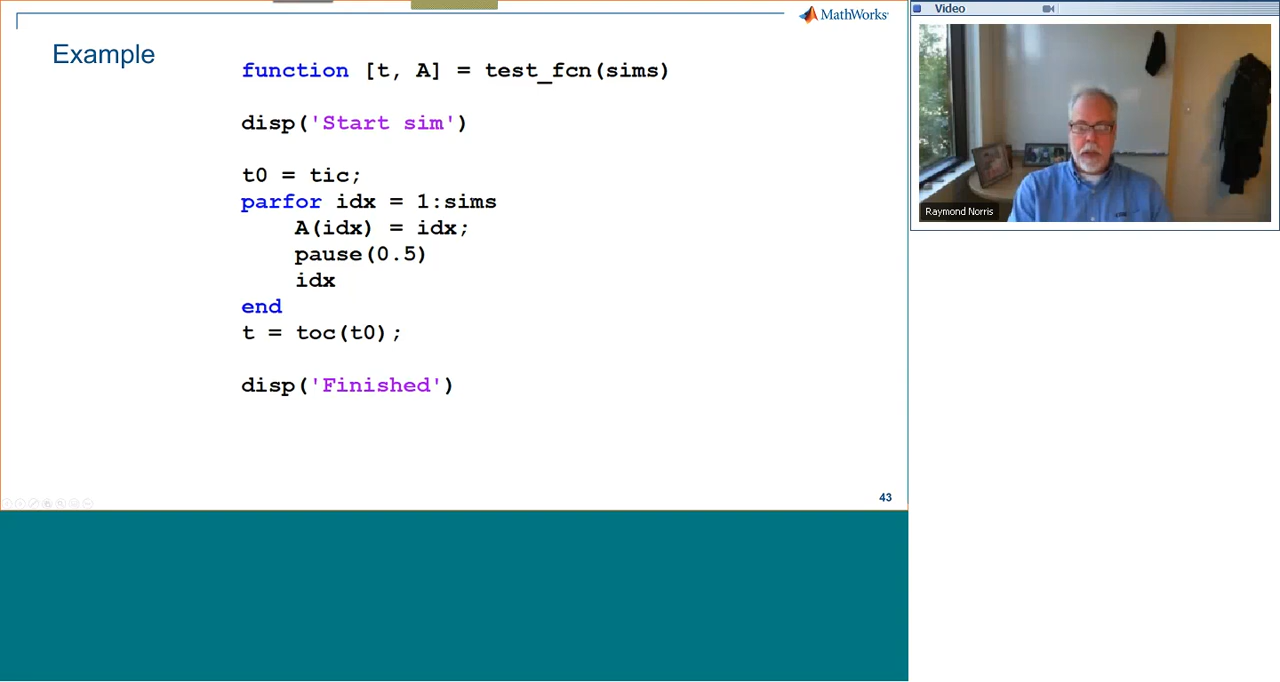 MathWorks
Example
function [t, A] = test_fcn(sims)
disp('Start sim')
t0 = tic;
parfor idx = 1:sims
A(idx) = idx;
pause(0.5)
idx
end
t = toc(t0);
disp('Finished')
43
Video
Raymond Norris